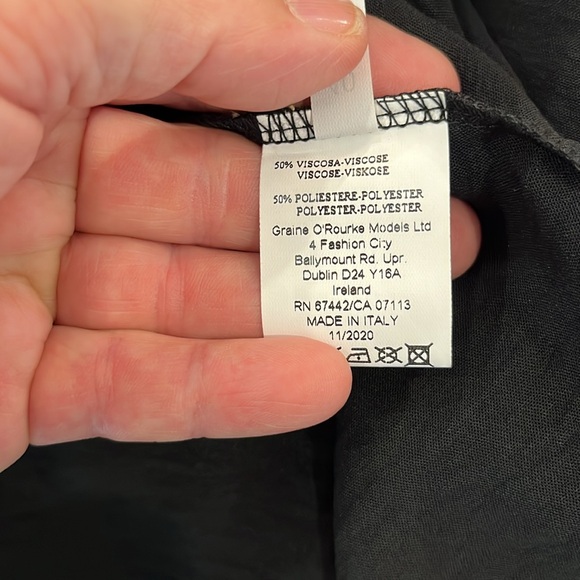 50% VISCOSA-VISCOSE
VISCOSE-VISKOSE
50% POLIESTERE-POLYESTER
POLYESTER-POLYESTER
Graine O'Rourke Models Ltd
4 Fashion City
Ballymount Rd. Upr.
Dublin D24 Y16A
Ireland
RN 67442/CA 07113
MADE IN ITALY
11/2020